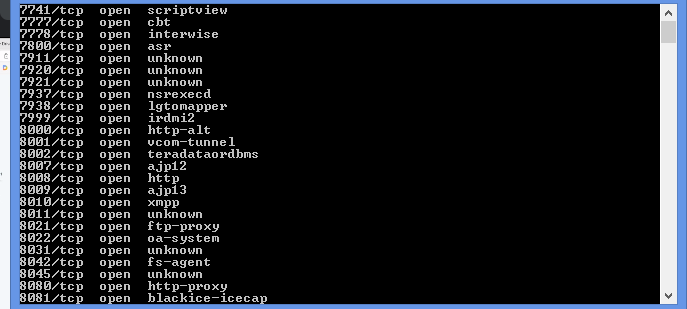 7741/tcp open scriptview
7777/tcp open cbt
7778/tcp open interwise
7800/tcp open asr
7911/tcp open unknown
7920/tcp open unknown
7921/tcp open unknown
7937/tcp open nsrexecd
7938/tcp open lgtomapper
7999/tcp open irdmi2
8000/tcp open http-alt
8001/tcp open vcom-tunnel
8002/tcp open teradataordbms
8007/tcp open ajp12
8008/tcp open http
8009/tcp open ajp13
8010/tcp open xmpp
8011/tcp open unknown
8021/tcp open ftp-proxy
8022/tcp open oa-system
8031/tcp open unknown
8042/tcp open fs-agent
8045/tcp open unknown
8080/tcp open http-proxy
8081/tcp open blackice-icecap